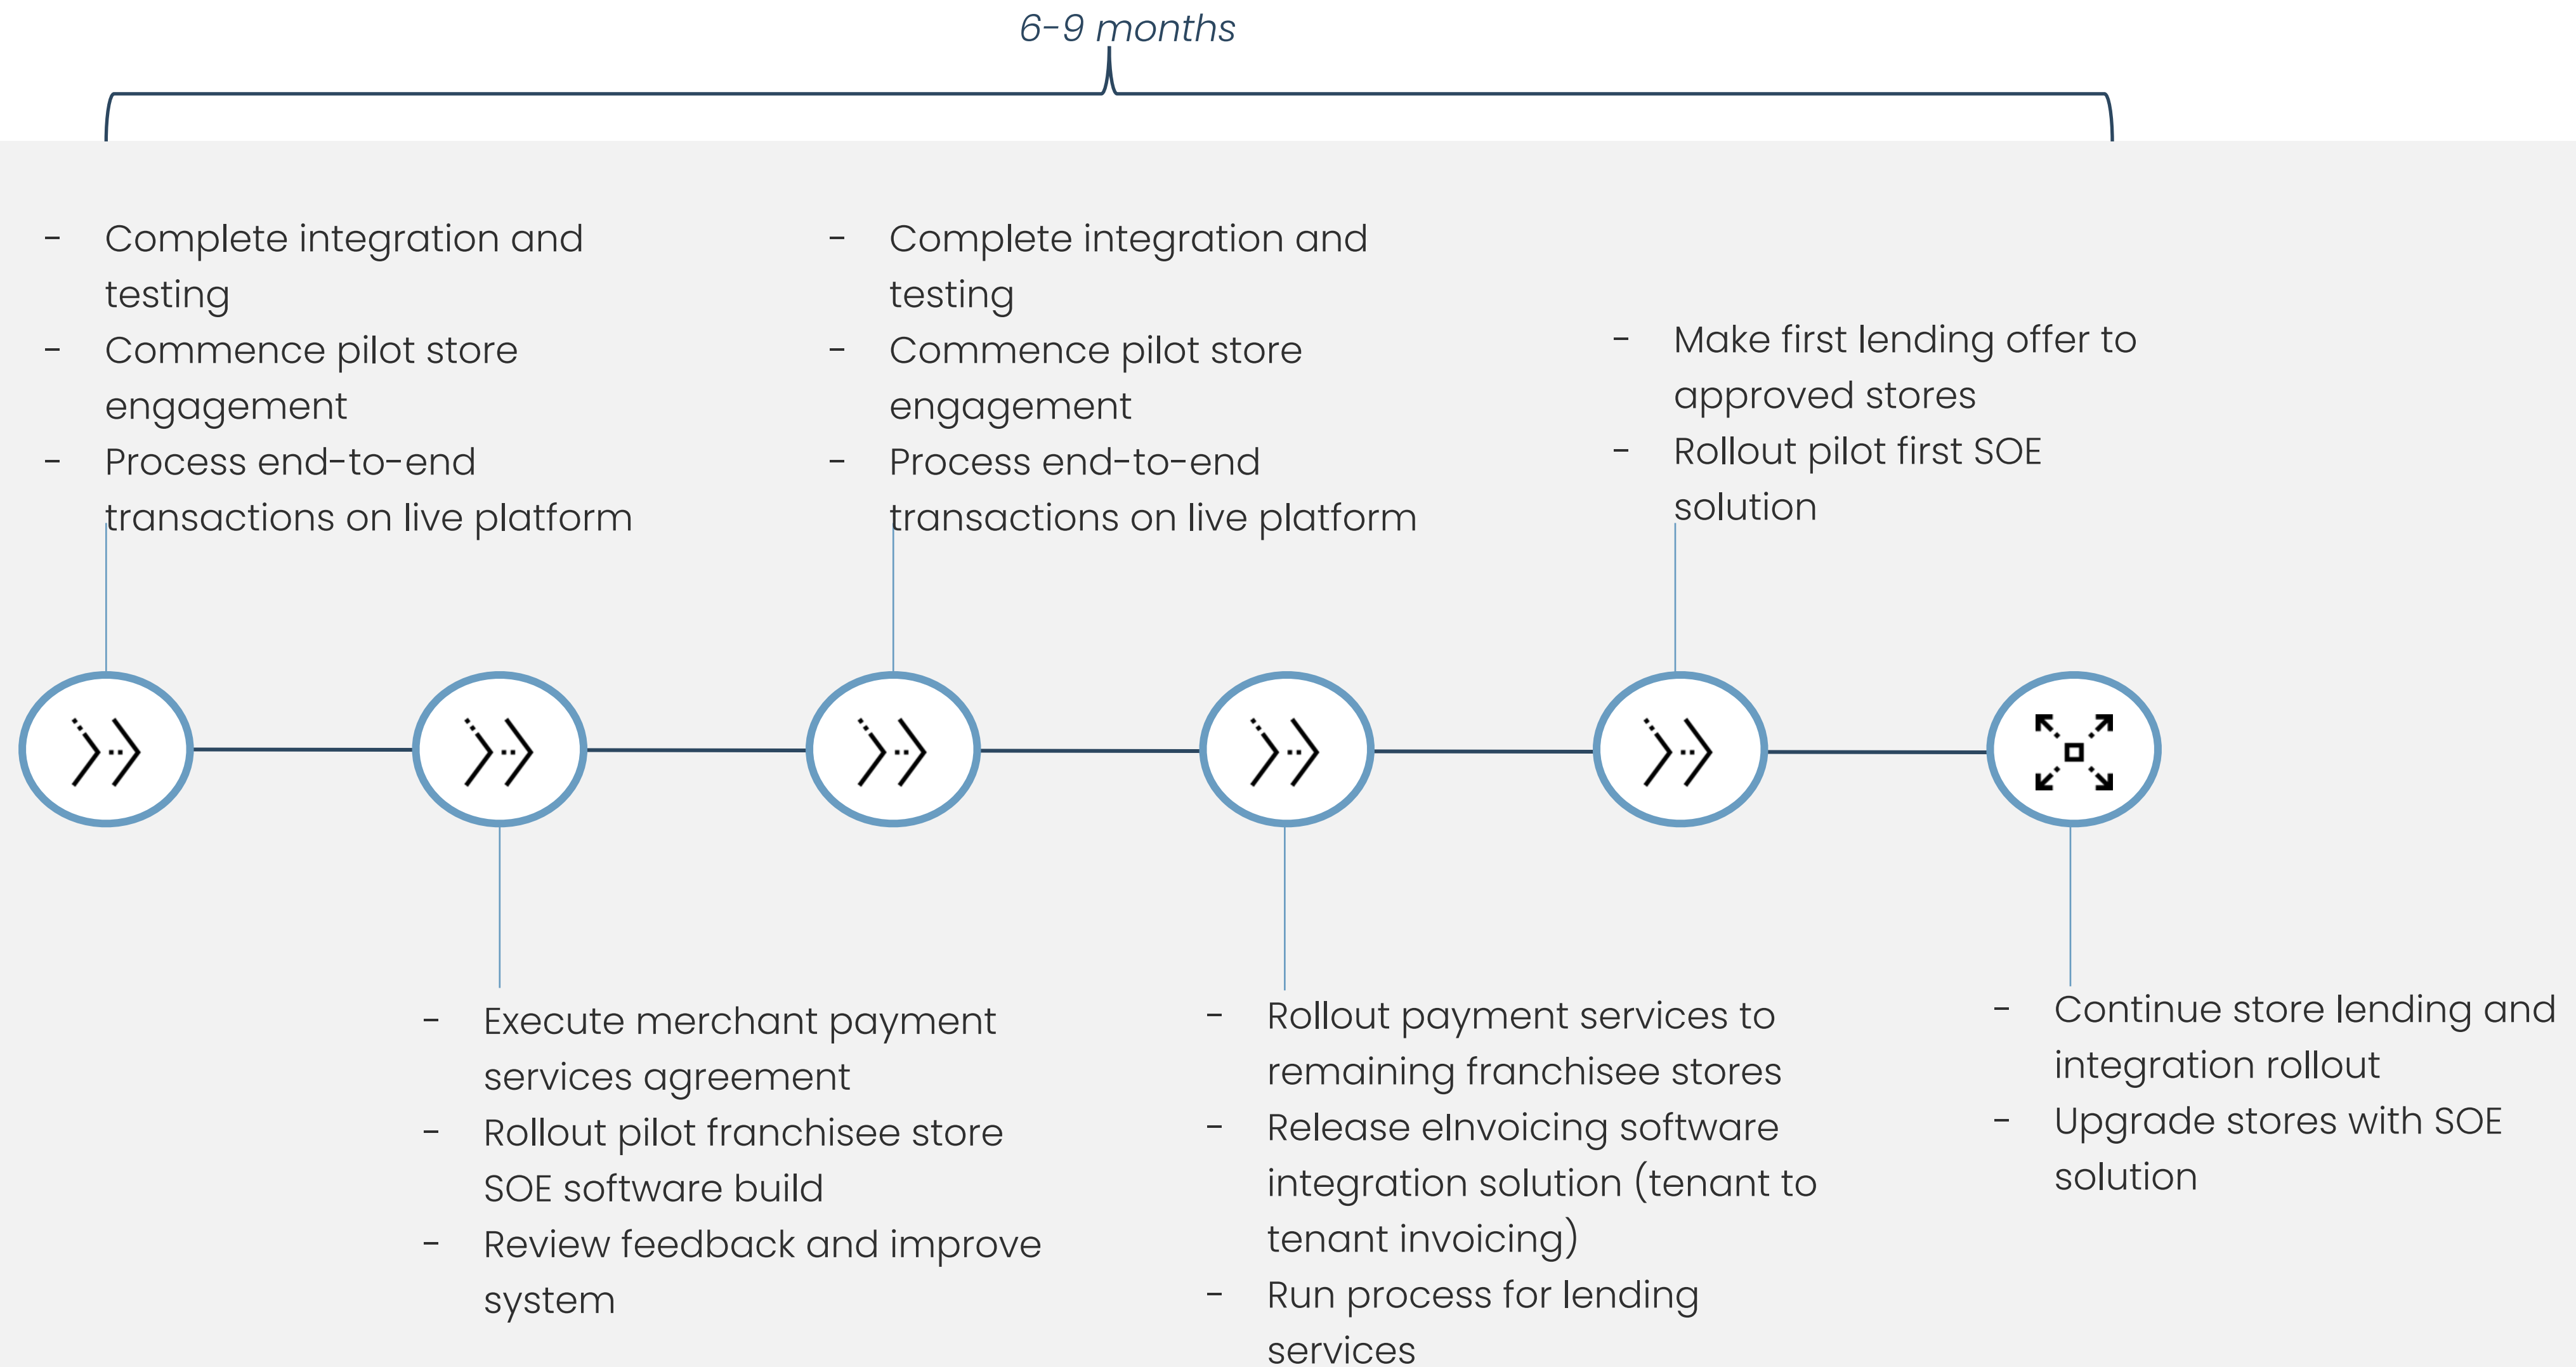 6-9 months
- Complete integration and
testing
- Commence pilot store
engagement
- Process end-to-end
transactions on live platform
- Complete integration and
testing
- Commence pilot store
engagement
- Process end-to-end
transactions on live platform
- Make first lending offer to
approved stores
- Rollout pilot first SOE
solution
- Execute merchant payment
services agreement
- Rollout pilot franchisee store
SOE software build
- Review feedback and improve
system
- Rollout payment services to
remaining franchisee stores
- Release eInvoicing software
integration solution (tenant to
tenant invoicing)
- Run process for lending
services
- Continue store lending and
integration rollout
- Upgrade stores with SOE
solution